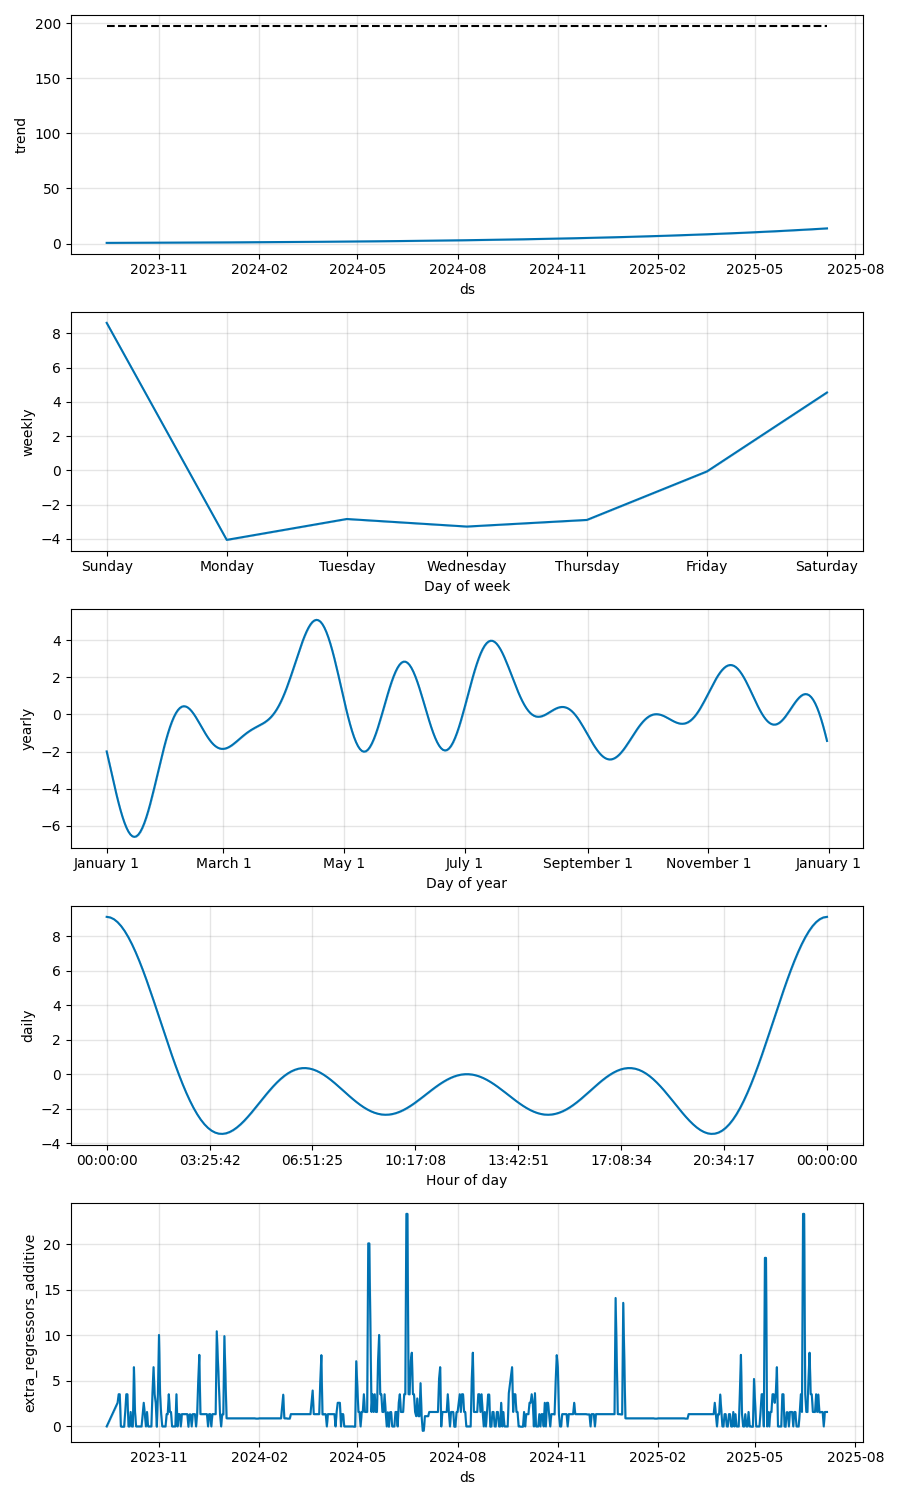 200
150
100
50
0
trend
2023-11 2024-02 2024-05 2024-08 2024-11 2025-02 2025-05 2025-08
ds
8
6
4
2
0
−2
−4
weekly
Sunday Monday Tuesday Wednesday Thursday Friday Saturday
Day of week
4
2
0
−2
−4
−6
yearly
January 1 March 1 May 1 July 1 September 1 November 1 January 1
Day of year
8
6
4
2
0
−2
−4
daily
00:00:00 03:25:42 06:51:25 10:17:08 13:42:51 17:08:34 20:34:17 00:00:00
Hour of day
20
15
10
5
0
extra_regressors_additive
2023-11 2024-02 2024-05 2024-08 2024-11 2025-02 2025-05 2025-08
ds